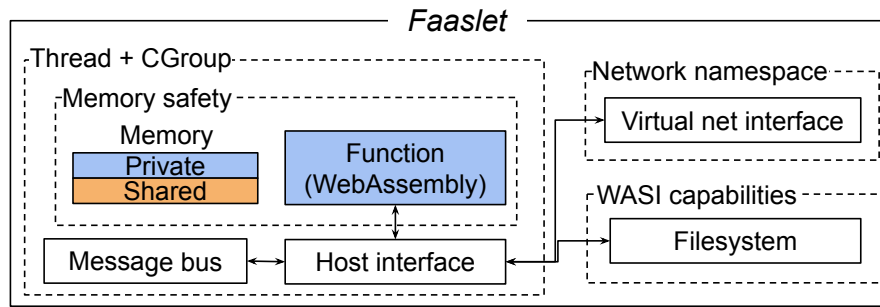 Faaslet
Thread + CGroup
Memory safety
Memory
Private
Shared
Function
(WebAssembly)
Message bus
Host interface
Network namespace
Virtual net interface
WASI capabilities
Filesystem